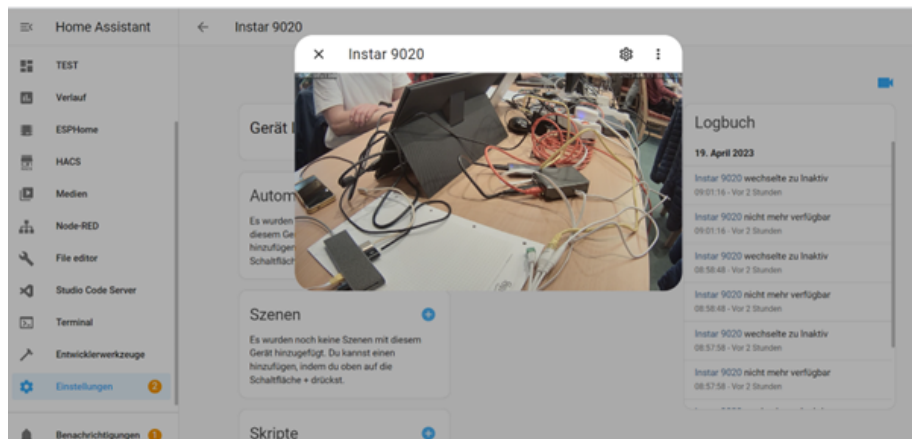 Home Assistant
Instar 9020
Instar 9020
TEST
Verlauf
ESPHome
HACS
Medien
Node-RED
File editor
Studio Code Server
Terminal
Entwicklerwerkzeuge
Einstellungen 2
Benachrichtigungen 1
Gerät
Autom
Es wurden
diesem Ge
hinzufügen
Schaltfläch
Szenen
Es wurden noch keine Szenen mit diesem
Gerät hinzugefügt. Du kannst einen
hinzufügen, indem du oben auf die
Schaltfläche + drückst.
Skripte
Logbuch
19. April 2023
Instar 9020 wechselte zu Inaktiv
09:01:16 - Vor 2 Stunden
Instar 9020 nicht mehr verfügbar
09:01:16 - Vor 2 Stunden
Instar 9020 wechselte zu Inaktiv
08:58:48 - Vor 2 Stunden
Instar 9020 nicht mehr verfügbar
08:58:48 - Vor 2 Stunden
Instar 9020 wechselte zu Inaktiv
08:57:58 - Vor 2 Stunden
Instar 9020 nicht mehr verfügbar
08:57:58 - Vor 2 Stunden